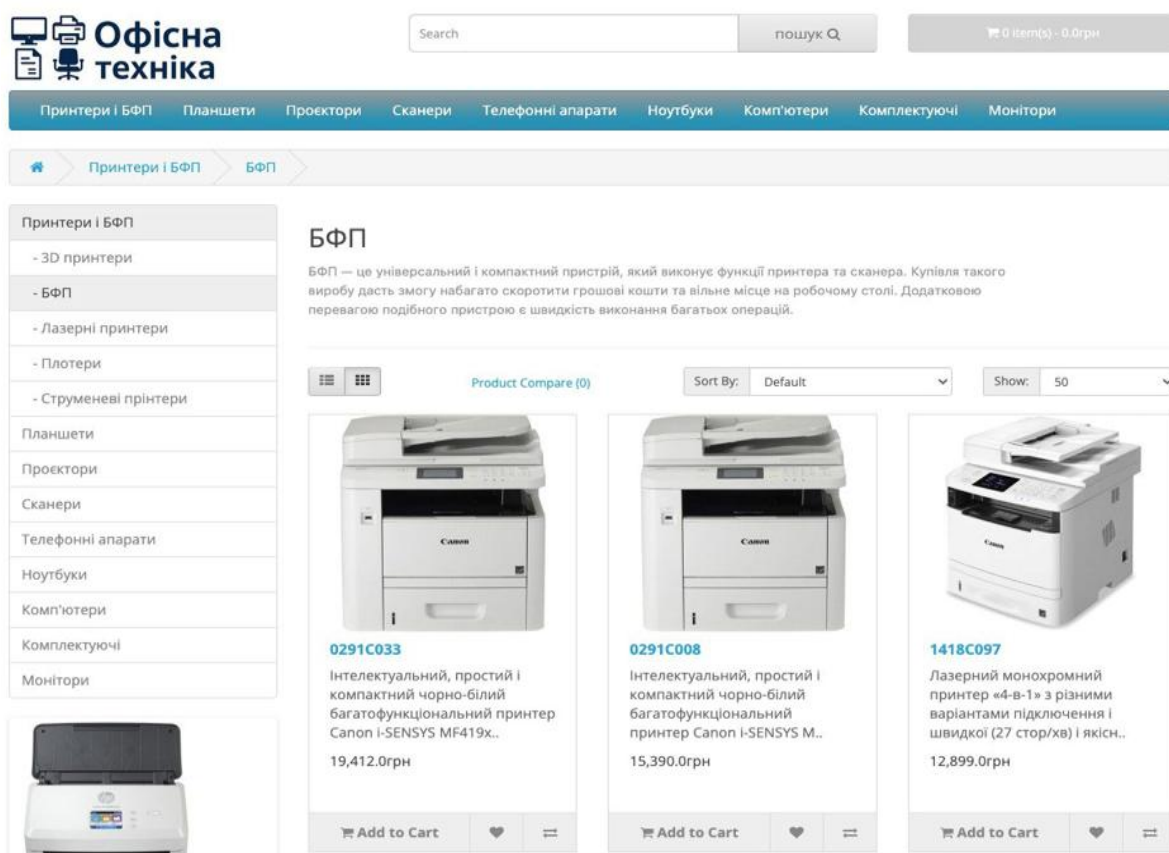 Офісна
техніка
Search
пошук
0 item(s) - 0.0грн
Принтери і БФП Планшети Проєктори Сканери Телефонні апарати Ноутбуки Комп'ютери Комплектуючі Монітори
Принтери і БФП БФП
Принтери і БФП
- 3D принтери
- БФП
- Лазерні принтери
- Плотери
- Струменеві прінтери
Планшети
Проєктори
Сканери
Телефонні апарати
Ноутбуки
Комп'ютери
Комплектуючі
Монітори
БФП
БФП — це універсальний і компактний пристрій, який виконує функції принтера та сканера. Купівля такого
виробу дасть змогу набагато скоротити грошові кошти та вільне місце на робочому столі. Додатковою
перевагою подібного пристрою є швидкість виконання багатьох операцій.
Product Compare (0) Sort By: Default Show: 50
Canon
0291C033
Інтелектуальний, простий і
компактний чорно-білий
багатофункціональний принтер
Canon i-SENSYS MF419x..
19,412.0грн
Add to Cart
Canon
0291C008
Інтелектуальний, простий і
компактний чорно-білий
багатофункціональний
принтер Canon i-SENSYS M..
15,390.0грн
Add to Cart
Canon
1418C097
Лазерний монохромний
принтер «4-в-1» з різними
варіантами підключення і
швидкої (27 стор/хв) і якісн..
12,899.0грн
Add to Cart